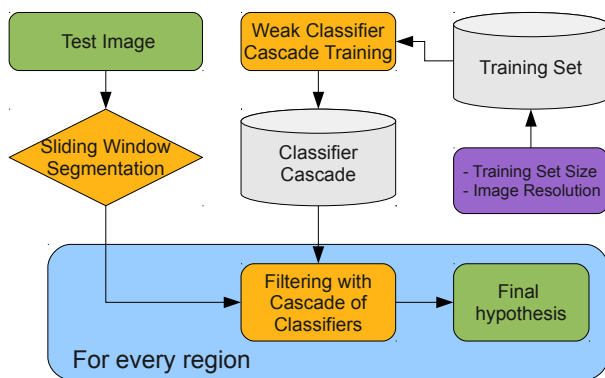 Test Image
Weak Classifier
Cascade Training
Training Set
Sliding Window
Segmentation
Classifier
Cascade
- Training Set Size
- Image Resolution
Filtering with
Cascade of
Classifiers
Final
hypothesis
For every region